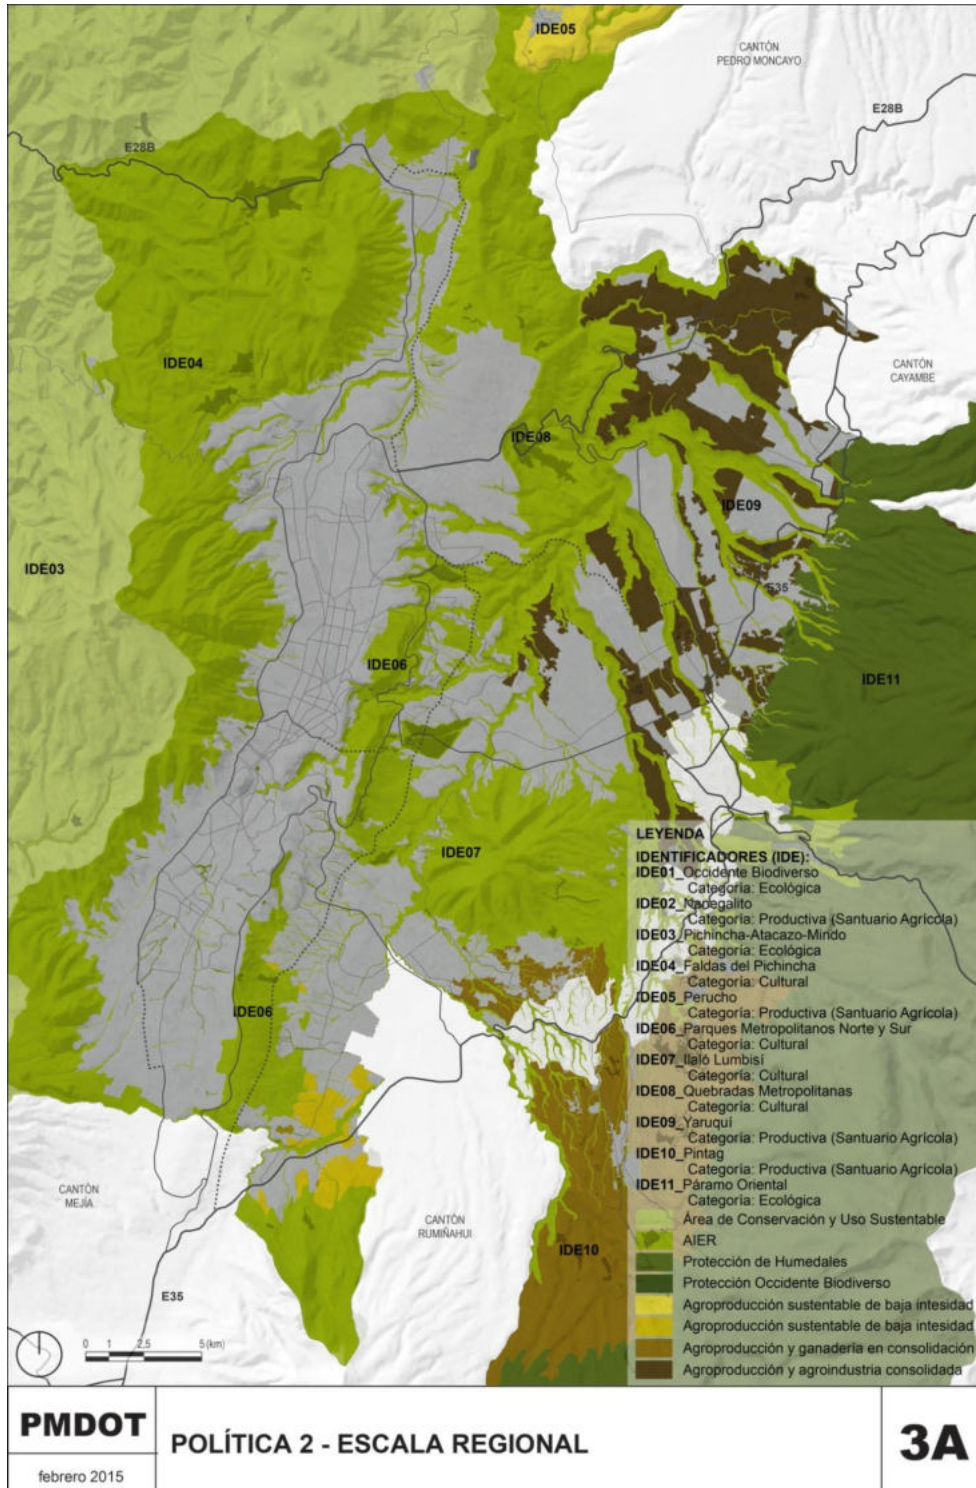 IDE05
CANTÓN
PEDRO MONCAYO
E28B
E28B
IDE04
CANTÓN
CAYAMBE
IDE08
IDE09
IDE03
E35
IDE06
IDE11
IDE07
LEYENDA
IDENTIFICADORES (IDE):
IDE01_Occidente Biodiverso
Categoría: Ecológica
IDE02_Nanegalito
Categoría: Productiva (Santuario Agrícola)
IDE03_Pichincha-Atacazo-Mindo
Categoría: Ecológica
IDE04_Faldas del Pichincha
Categoría: Cultural
IDE05_Perucho
Categoría: Productiva (Santuario Agrícola)
IDE06_Parques Metropolitanos Norte y Sur
Categoría: Cultural
IDE07_Ilaló Lumbisí
Categoría: Cultural
IDE08_Quebradas Metropolitanas
Categoría: Cultural
IDE09_Yaruquí
Categoría: Productiva (Santuario Agrícola)
IDE10_Pintag
Categoría: Productiva (Santuario Agrícola)
IDE11_Páramo Oriental
Categoría: Ecológica
Área de Conservación y Uso Sustentable
AIER
Protección de Humedales
Protección Occidente Biodiverso
Agroproducción sustentable de baja intesidad
Agroproducción sustentable de baja intesidad
Agroproducción y ganadería en consolidación
Agroproducción y agroindustria consolidada
IDE06
CANTÓN
MEJÍA
CANTÓN
RUMIÑAHUI
IDE10
E35
0 1 2,5 5 (km)
PMDOT
febrero 2015
POLÍTICA 2 - ESCALA REGIONAL
3A